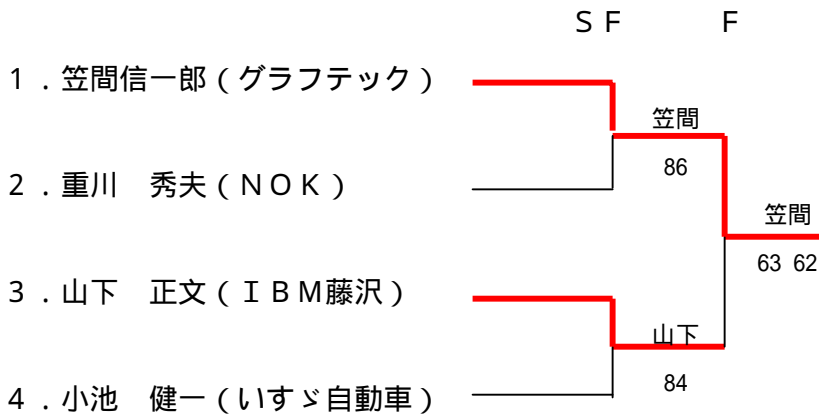 ＳＦ　Ｆ
１．笠間信一郎（グラフテック）
笠間
86
２．重川　秀夫（ＮＯＫ）
笠間
63 62
３．山下　正文（ＩＢＭ藤沢）
山下
84
４．小池　健一（いすゞ自動車）